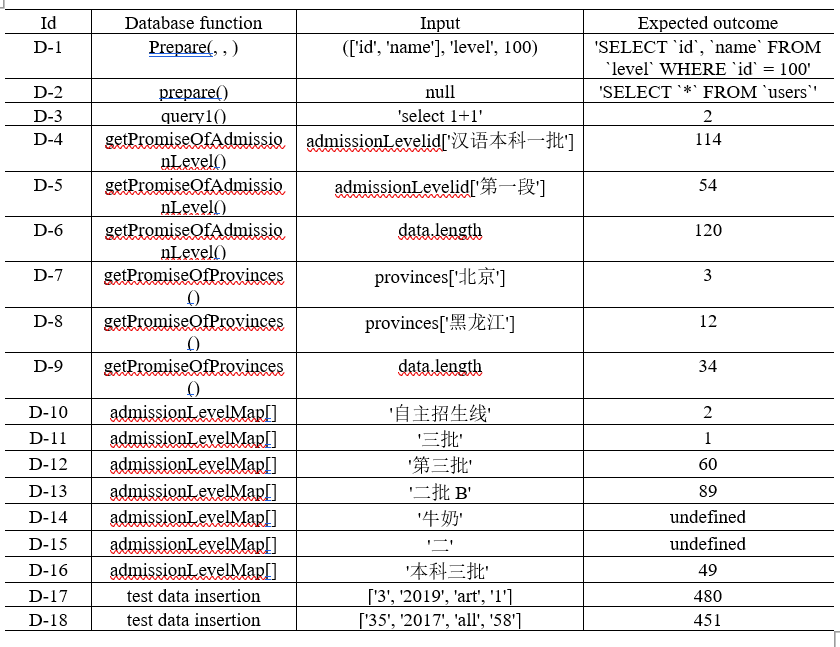 Id Database function Input Expected outcome
D-1 Prepare(, , ) (['id', 'name'], 'level', 100) 'SELECT `id`, `name` FROM
`level` WHERE `id` = 100'
D-2 prepare() null 'SELECT `*` FROM `users`'
D-3 query1() 'select 1+1' 2
D-4 getPromiseOfAdmissio admissionLevelid['汉语本科一批'] 114
nLevel()
D-5 getPromiseOfAdmissio admissionLevelid['第一段'] 54
nLevel()
D-6 getPromiseOfAdmissio data.length 120
nLevel()
D-7 getPromiseOfProvinces provinces['北京'] 3
()
D-8 getPromiseOfProvinces provinces['黑龙江'] 12
()
D-9 getPromiseOfProvinces data.length 34
()
D-10 admissionLevelMap[] '自主招生线' 2
D-11 admissionLevelMap[] '三批' 1
D-12 admissionLevelMap[] '第三批' 60
D-13 admissionLevelMap[] '二批 B' 89
D-14 admissionLevelMap[] '牛奶' undefined
D-15 admissionLevelMap[] '二' undefined
D-16 admissionLevelMap[] '本科三批' 49
D-17 test data insertion ['3', '2019', 'art', '1'] 480
D-18 test data insertion ['35', '2017', 'all', '58'] 451